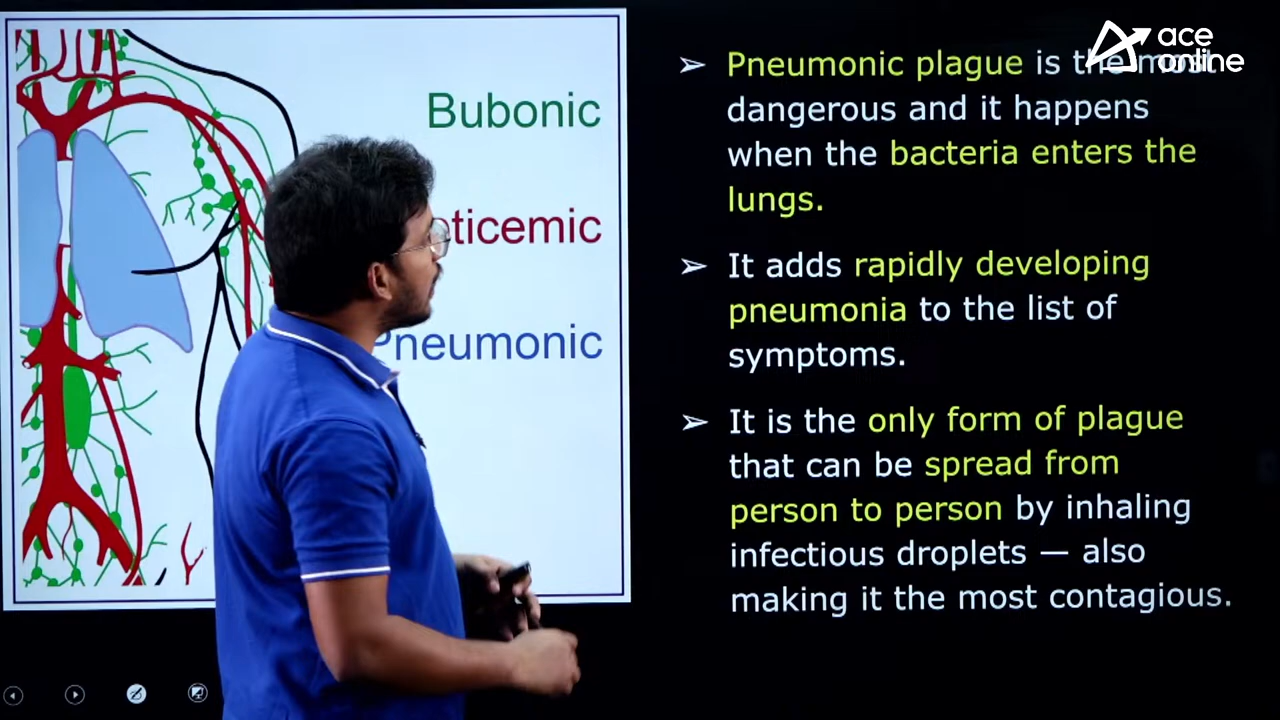 ace
online
Bubonic
Pneumonic
➢ Pneumonic plague is the most
dangerous and it happens
when the bacteria enters the
lungs.
➢ It adds rapidly developing
pneumonia to the list of
symptoms.
➢ It is the only form of plague
that can be spread from
person to person by inhaling
infectious droplets — also
making it the most contagious.